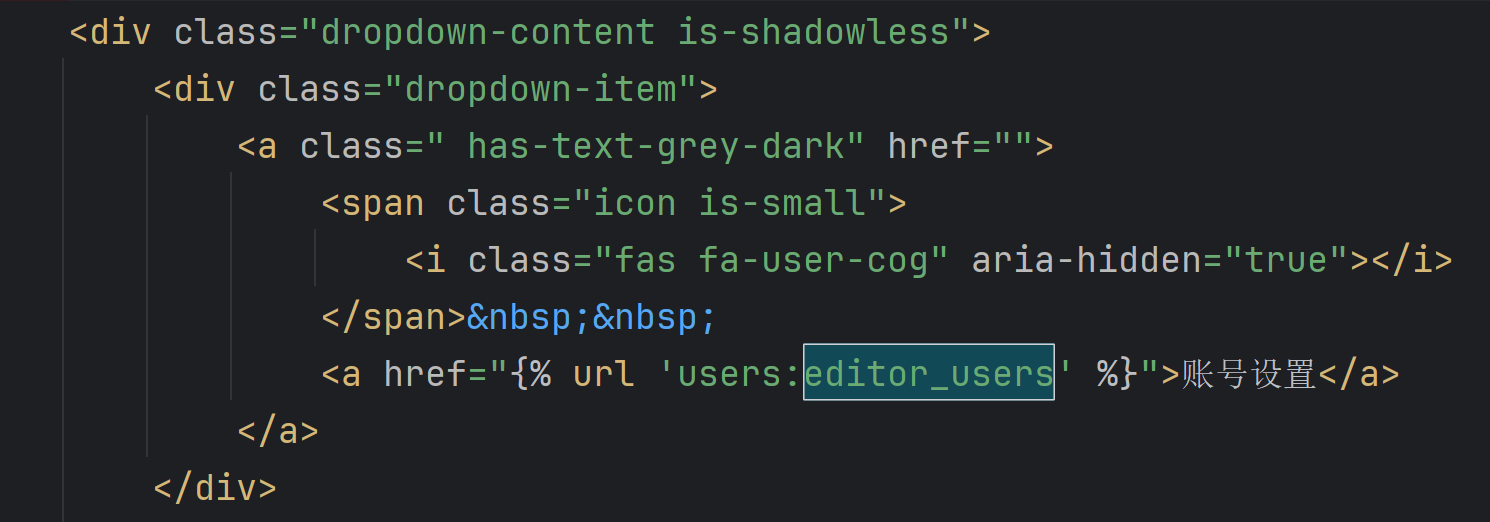 <div class="dropdown-content is-shadowless">
<div class="dropdown-item">
<a class=" has-text-grey-dark" href="">
<span class="icon is-small">
<i class="fas fa-user-cog" aria-hidden="true"></i>
</span>&nbsp;&nbsp;
<a href="{% url 'users:editor_users' %}">账号设置</a>
</a>
</div>